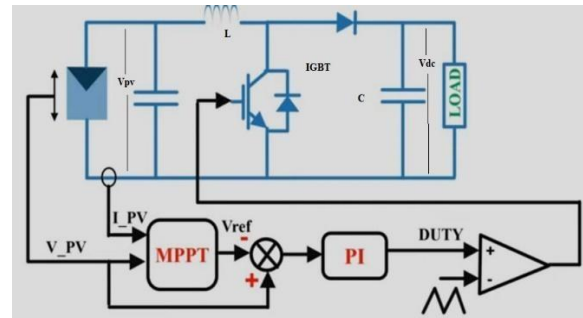 L
IGBT
Vpv
C
Vdc
LOAD
I_PV
V_PV
MPPT
Vref
-
+
PI
DUTY
+
-